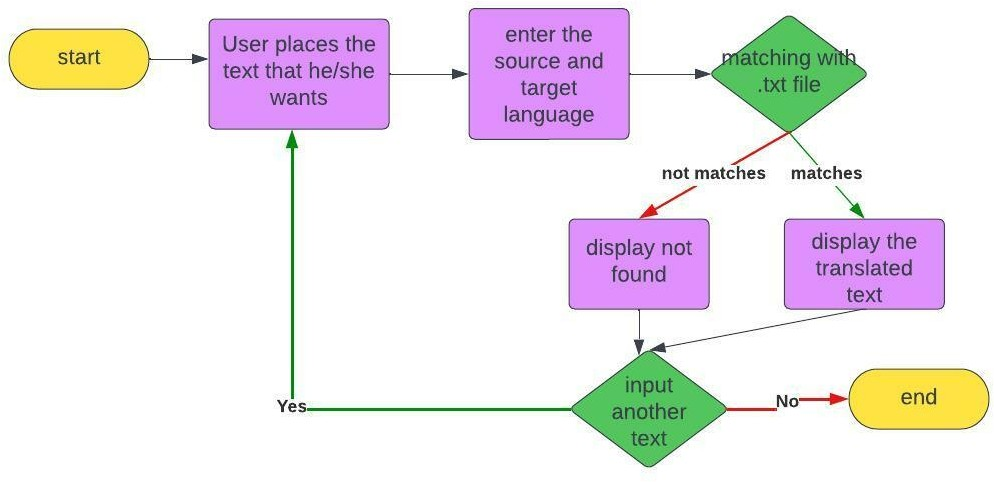 start
User places the
text that he/she
wants
enter the
source and
target
language
matching with
.txt file
not matches
matches
display not
found
display the
translated
text
input
another
text
Yes
No
end